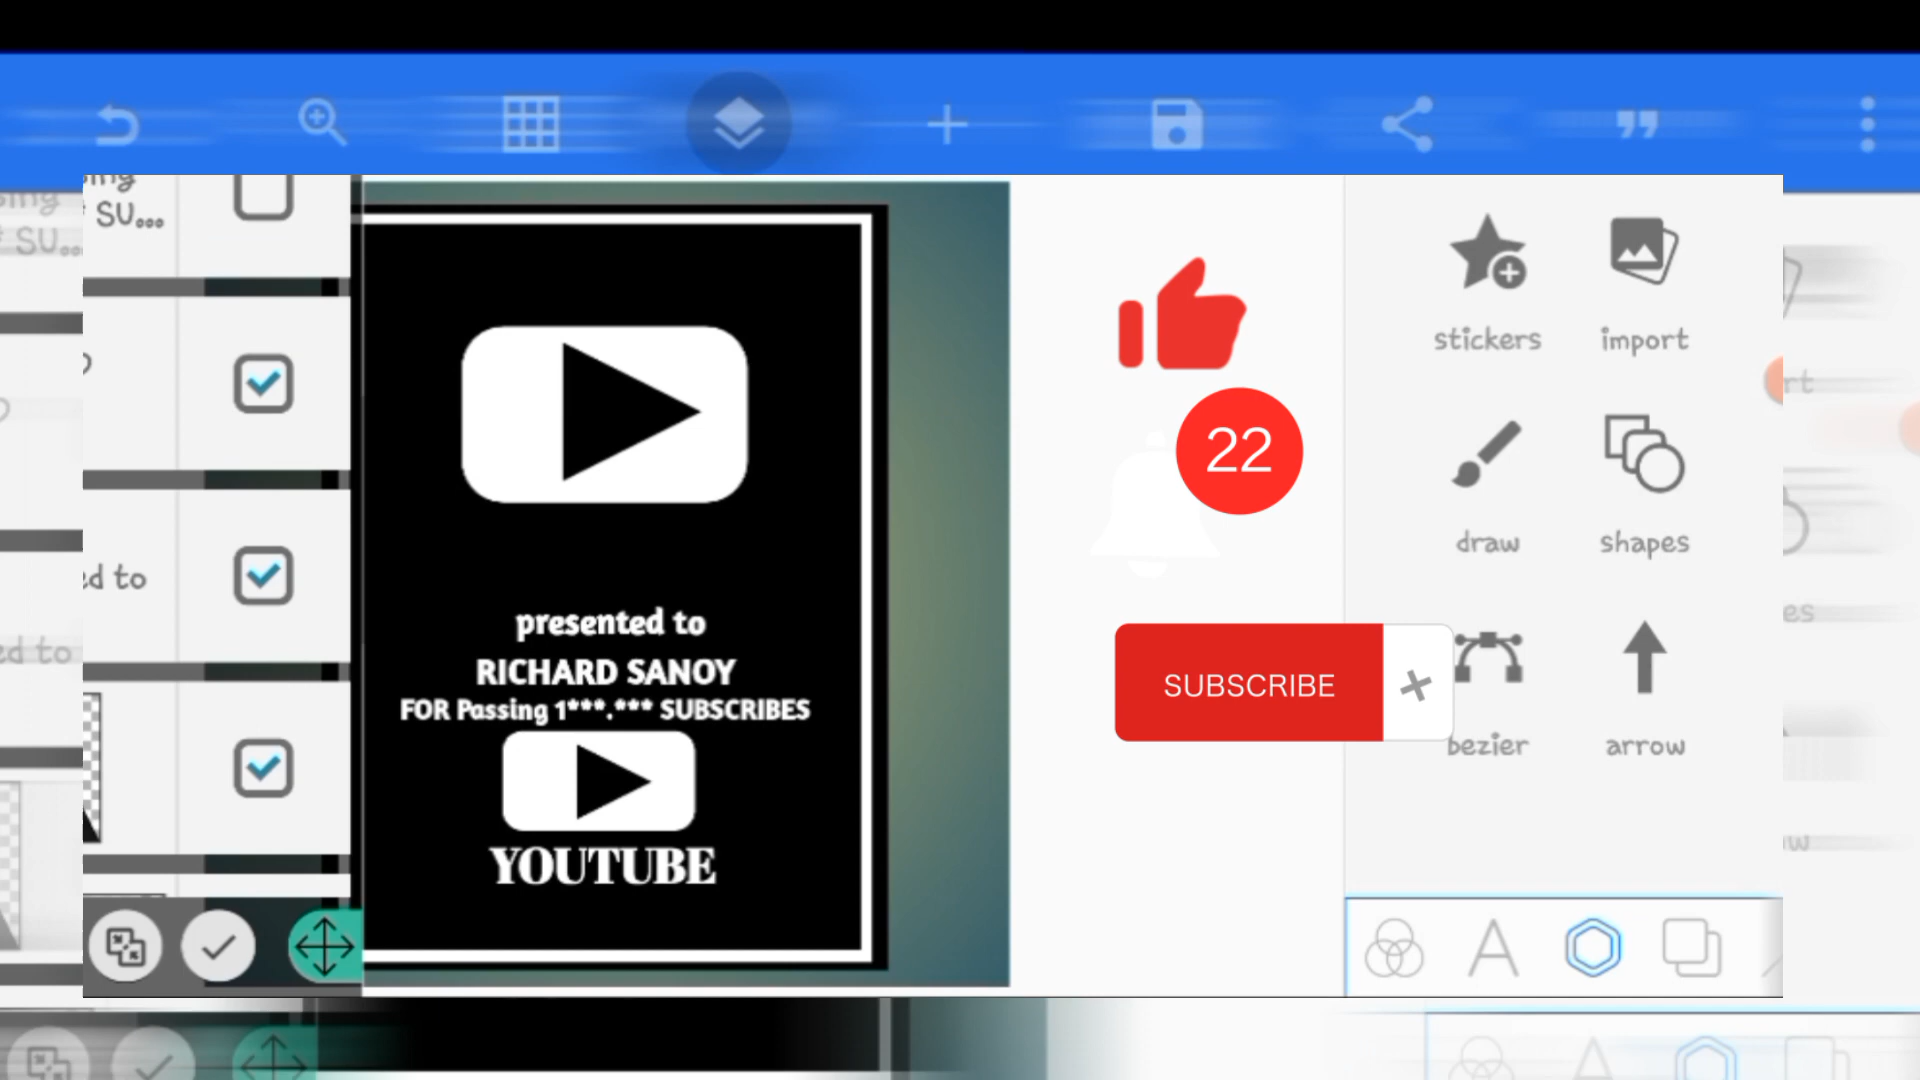 SU...
ed to
presented to
RICHARD SANOY
FOR Passing 1***.*** SUBSCRIBES
YOUTUBE
22
SUBSCRIBE
stickers
import
draw
shapes
bezier
arrow